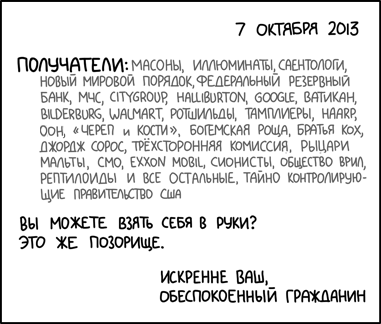 7 ОКТЯБРЯ 2013
ПОЛУЧАТЕЛИ: МАСОНЫ, ИЛЛЮМИНАТЫ, САЕНТОЛОГИ,
НОВЫЙ МИРОВОЙ ПОРЯДОК, ФЕДЕРАЛЬНЫЙ РЕЗЕРВНЫЙ
БАНК, МЧС, CITYGROUP, HALLIBURTON, GOOGLE, ВАТИКАН,
BILDERBURG, WALMART, РОТШИЛЬДЫ, ТАМПЛИЕРЫ, HAARP,
ООН, «ЧЕРЕП И КОСТИ», БОГЕМСКАЯ РОЩА, БРАТЬЯ КОХ,
ДЖОРДЖ СОРОС, ТРЁХСТОРОННЯЯ КОМИССИЯ, РЫЦАРИ
МАЛЬТЫ, СМО, EXXON MOBIL, СИОНИСТЫ, ОБЩЕСТВО ВРИЛ,
РЕПТИЛОИДЫ И ВСЕ ОСТАЛЬНЫЕ, ТАЙНО КОНТРОЛИРУЮ-
ЩИЕ ПРАВИТЕЛЬСТВО США
ВЫ МОЖЕТЕ ВЗЯТЬ СЕБЯ В РУКИ?
ЭТО ЖЕ ПОЗОРИЩЕ.
ИСКРЕННЕ ВАШ,
ОБЕСПОКОЕННЫЙ ГРАЖДАНИН